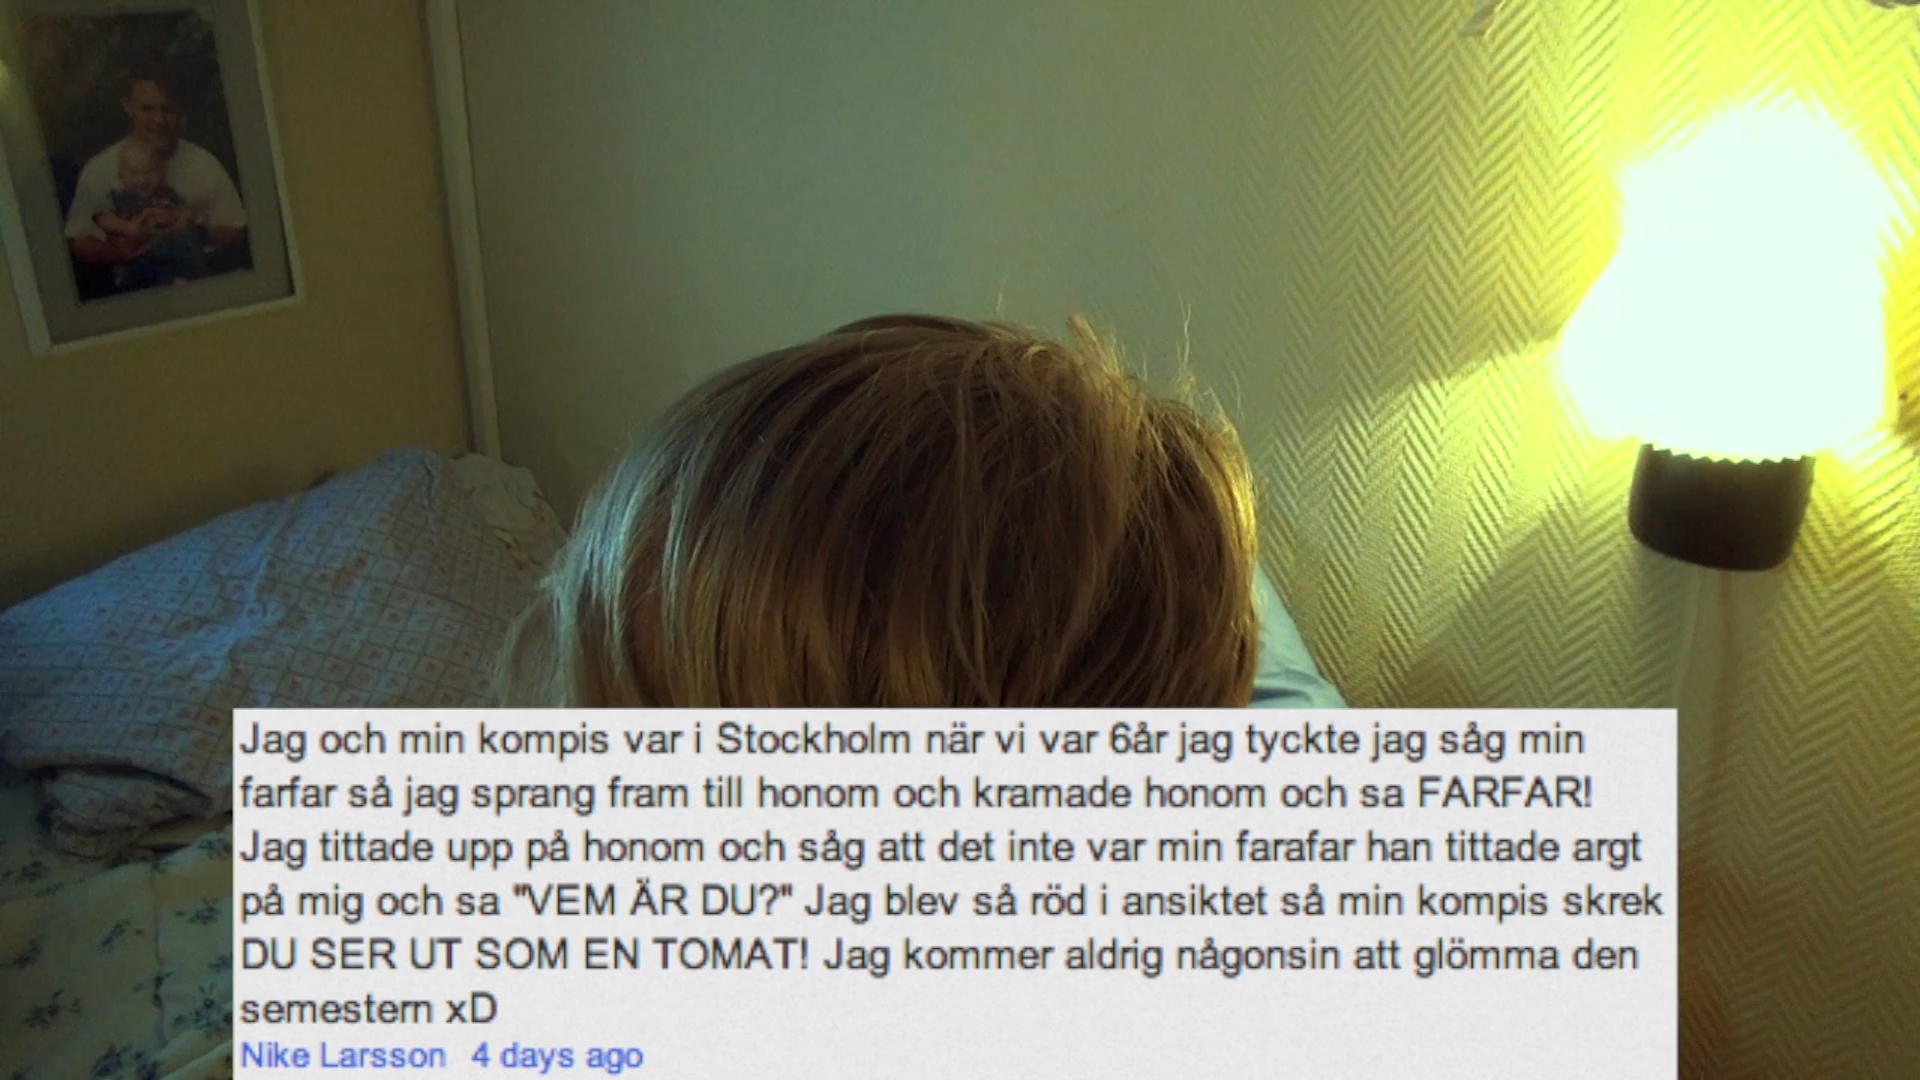 Jag och min kompis var i Stockholm när vi var 6år jag tyckte jag såg min
farfar så jag sprang fram till honom och kramade honom och sa FARFAR!
Jag tittade upp på honom och såg att det inte var min farafar han tittade argt
på mig och sa "VEM ÄR DU?" Jag blev så röd i ansiktet så min kompis skrek
DU SER UT SOM EN TOMAT! Jag kommer aldrig någonsin att glömma den
semestern xD
Nike Larsson 4 days ago